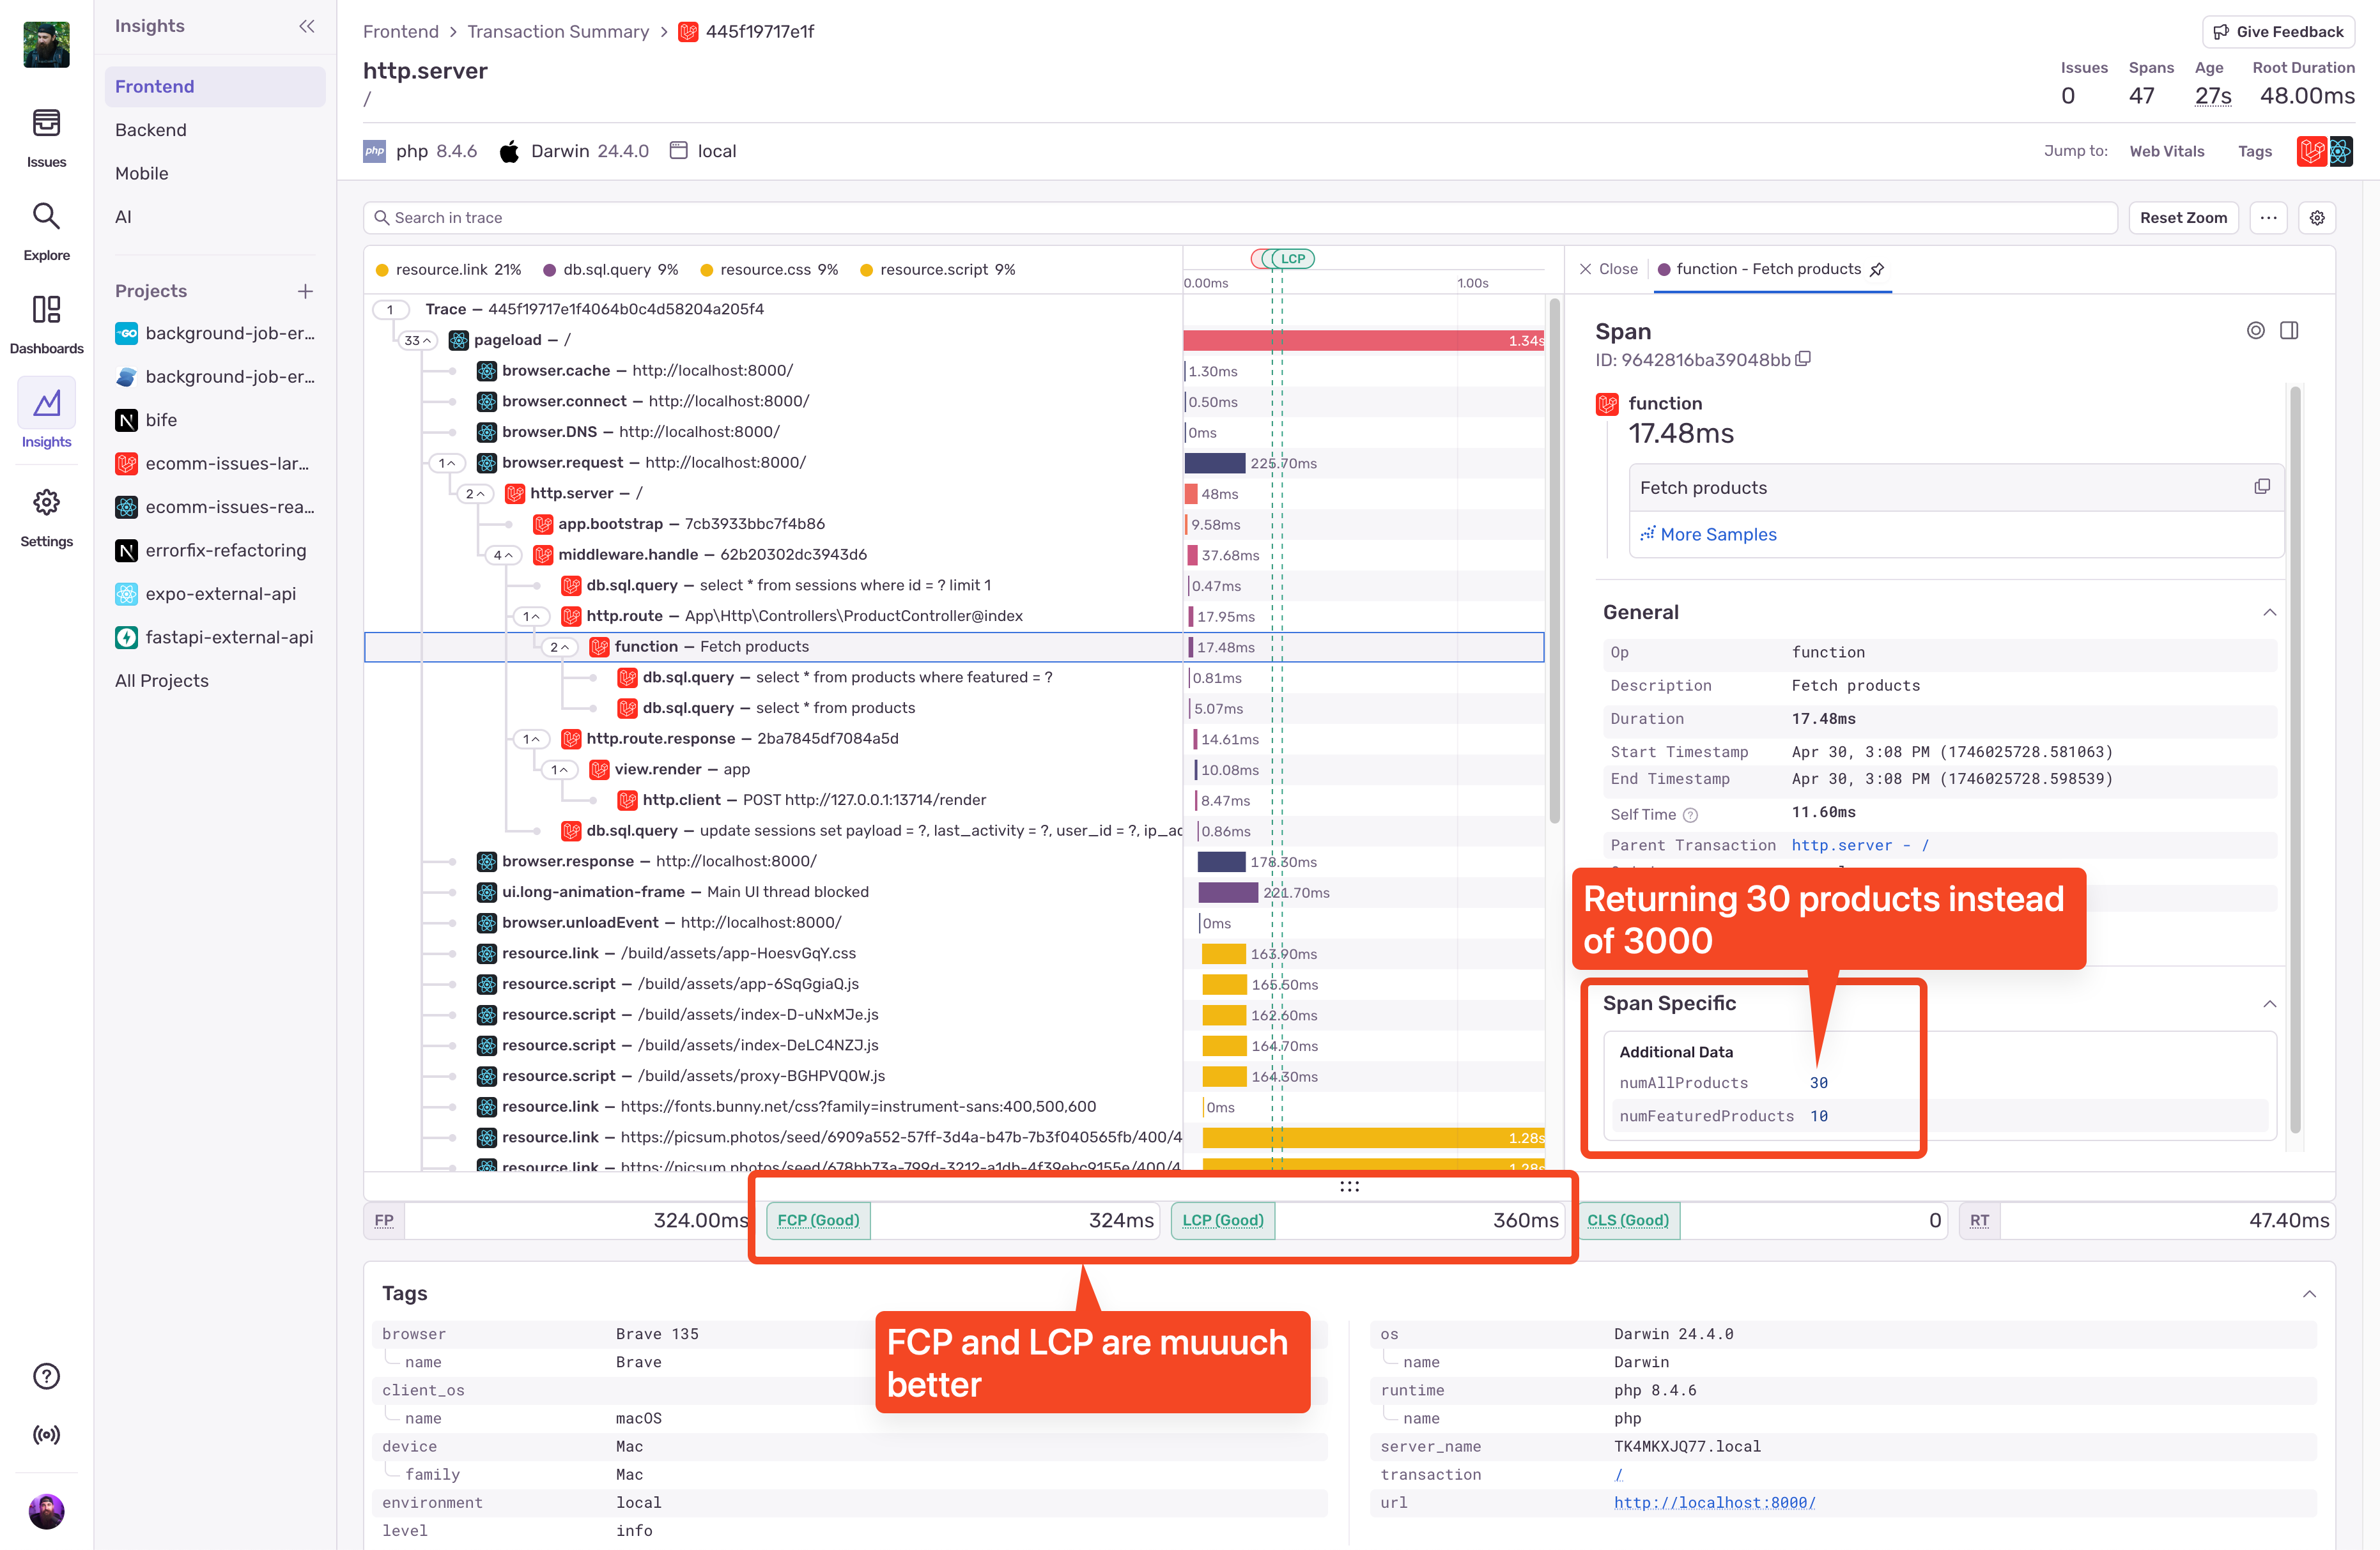 Insights
Frontend
Backend
Mobile
AI
Projects
background-job-er...
background-job-er...
bife
ecomm-issues-lar...
ecomm-issues-rea...
errorfix-refactoring
expo-external-api
fastapi-external-api
All Projects
Issues
Explore
Dashboards
Insights
Settings
Frontend > Transaction Summary > 445f19717e1f
Give Feedback
http.server
/
Issues Spans Age Root Duration
0 47 27s 48.00ms
php php 8.4.6 Darwin 24.4.0 local
Jump to: Web Vitals Tags
Search in trace
Reset Zoom
resource.link 21% db.sql.query 9% resource.css 9% resource.script 9%
LCP
0.00ms 1.00s
1 Trace — 445f19717e1f4064b0c4d58204a205f4
33 pageload — / 1.34s
browser.cache — http://localhost:8000/ 1.30ms
browser.connect — http://localhost:8000/ 0.50ms
browser.DNS — http://localhost:8000/ 0ms
1 browser.request — http://localhost:8000/ 225.70ms
2 http.server — / 48ms
app.bootstrap — 7cb3933bbc7f4b86 9.58ms
4 middleware.handle — 62b20302dc3943d6 37.68ms
db.sql.query — select * from sessions where id = ? limit 1 0.47ms
1 http.route — App\Http\Controllers\ProductController@index 17.95ms
2 function — Fetch products 17.48ms
db.sql.query — select * from products where featured = ? 0.81ms
db.sql.query — select * from products 5.07ms
1 http.route.response — 2ba7845df7084a5d 14.61ms
1 view.render — app 10.08ms
http.client — POST http://127.0.0.1:13714/render 8.47ms
db.sql.query — update sessions set payload = ?, last_activity = ?, user_id = ?, ip_ac 0.86ms
browser.response — http://localhost:8000/ 178.30ms
ui.long-animation-frame — Main UI thread blocked 221.70ms
browser.unloadEvent — http://localhost:8000/ 0ms
resource.link — /build/assets/app-HoesvGqY.css 163.90ms
resource.script — /build/assets/app-6SqGgiaQ.js 165.50ms
resource.script — /build/assets/index-D-uNxMJe.js 162.60ms
resource.script — /build/assets/index-DeLC4NZJ.js 164.70ms
resource.script — /build/assets/proxy-BGHPVQ0W.js 164.30ms
resource.link — https://fonts.bunny.net/css?family=instrument-sans:400,500,600 0ms
resource.link — https://picsum.photos/seed/6909a552-57ff-3d4a-b47b-7b3f040565fb/400/4 1.28s
resource.link — https://picsum.photos/seed/678bb73a-799d-3212-a1db-4f39ebc9155e/400/4 1.28s
Close function - Fetch products
Span
ID: 9642816ba39048bb
function
17.48ms
Fetch products
More Samples
General
Op function
Description Fetch products
Duration 17.48ms
Start Timestamp Apr 30, 3:08 PM (1746025728.581063)
End Timestamp Apr 30, 3:08 PM (1746025728.598539)
Self Time 11.60ms
Parent Transaction http.server - /
Returning 30 products instead
of 3000
Span Specific
Additional Data
numAllProducts 30
numFeaturedProducts 10
FP 324.00ms FCP (Good) 324ms LCP (Good) 360ms CLS (Good) 0 RT 47.40ms
FCP and LCP are muuuch
better
Tags
browser Brave 135
name Brave
client_os
name macOS
device Mac
family Mac
environment local
level info
os Darwin 24.4.0
name Darwin
runtime php 8.4.6
name php
server_name TK4MKXJQ77.local
transaction /
url http://localhost:8000/